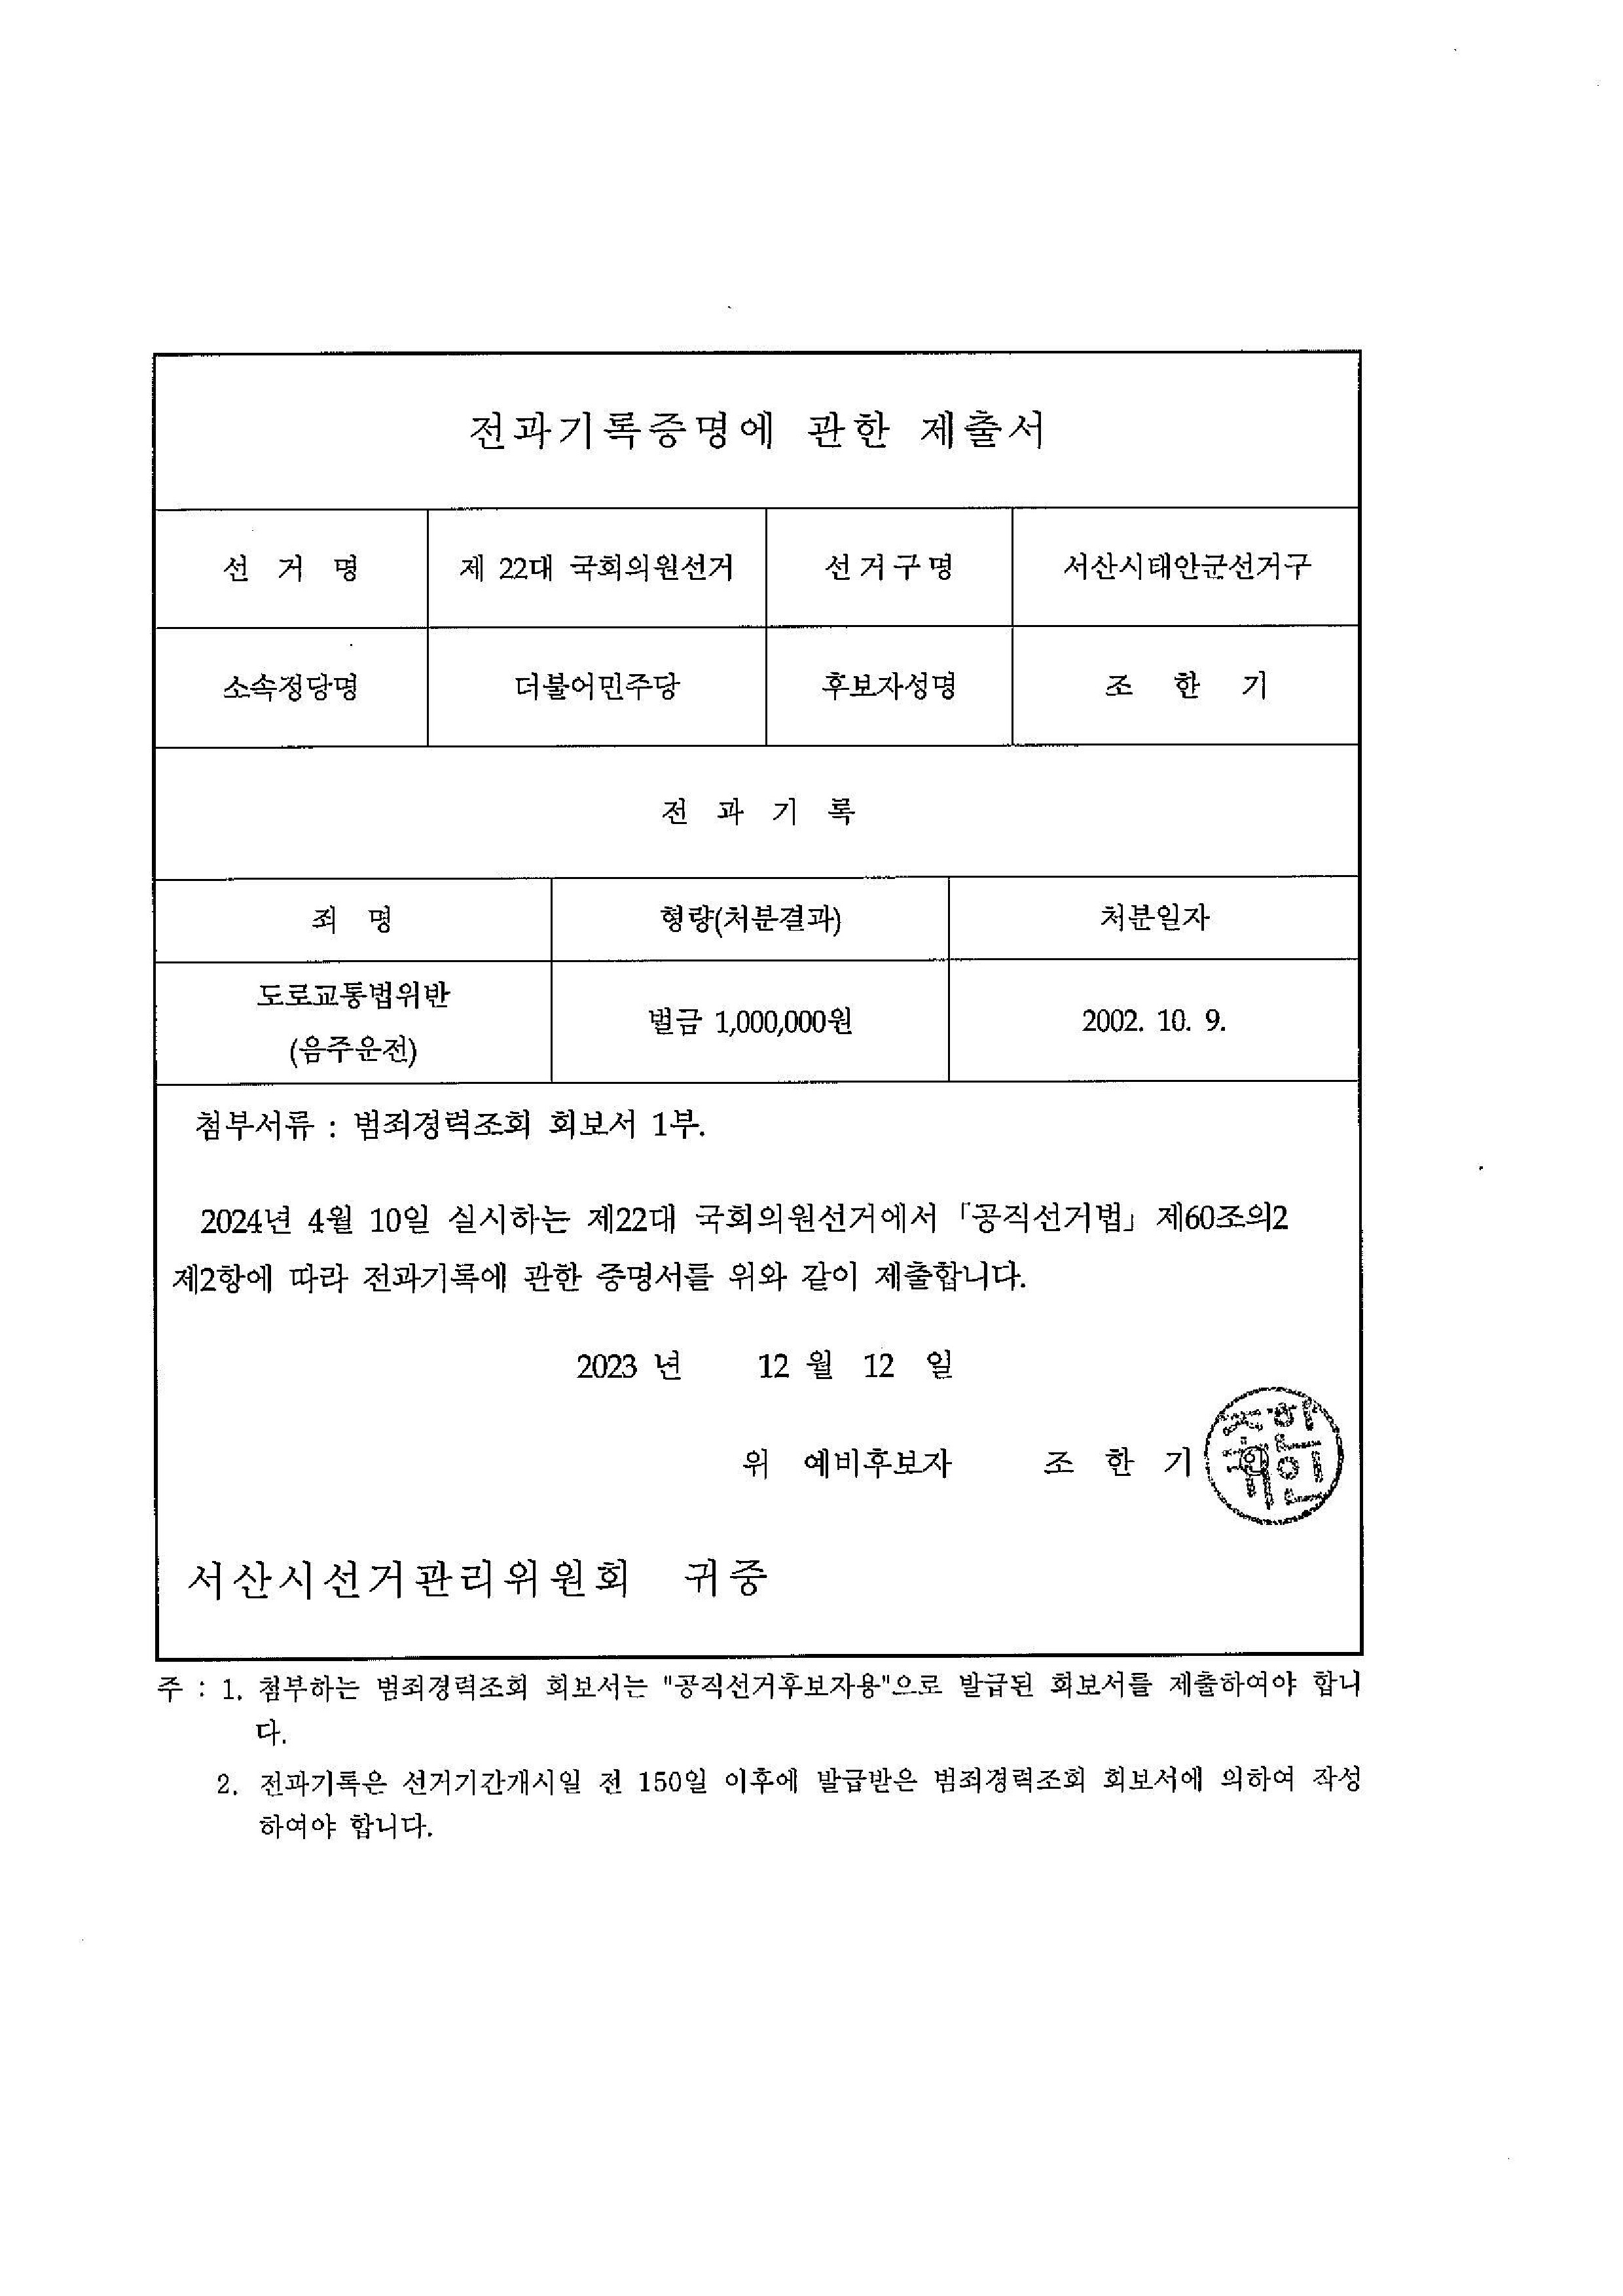 전과기록증명에 관한 제출서
선 거 명 제 22대 국회의원선거 선거구명 서산시태안군선거구
소속정당명 더불어민주당 후보자성명 조 한 기
전 과 기 록
죄 명 형량(처분결과) 처분일자
도로교통법위반
(음주운전) 벌금 1,000,000원 2002. 10. 9.
첨부서류 : 범죄경력조회 회보서 1부.
2024년 4월 10일 실시하는 제22대 국회의원선거에서 「공직선거법」 제60조의2
제2항에 따라 전과기록에 관한 증명서를 위와 같이 제출합니다.
2023 년 12 월 12 일
위 예비후보자 조 한 기
서산시선거관리위원회 귀중
주 : 1. 첨부하는 범죄경력조회 회보서는 "공직선거후보자용"으로 발급된 회보서를 제출하여야 합니
다.
2. 전과기록은 선거기간개시일 전 150일 이후에 발급받은 범죄경력조회 회보서에 의하여 작성
하여야 합니다.